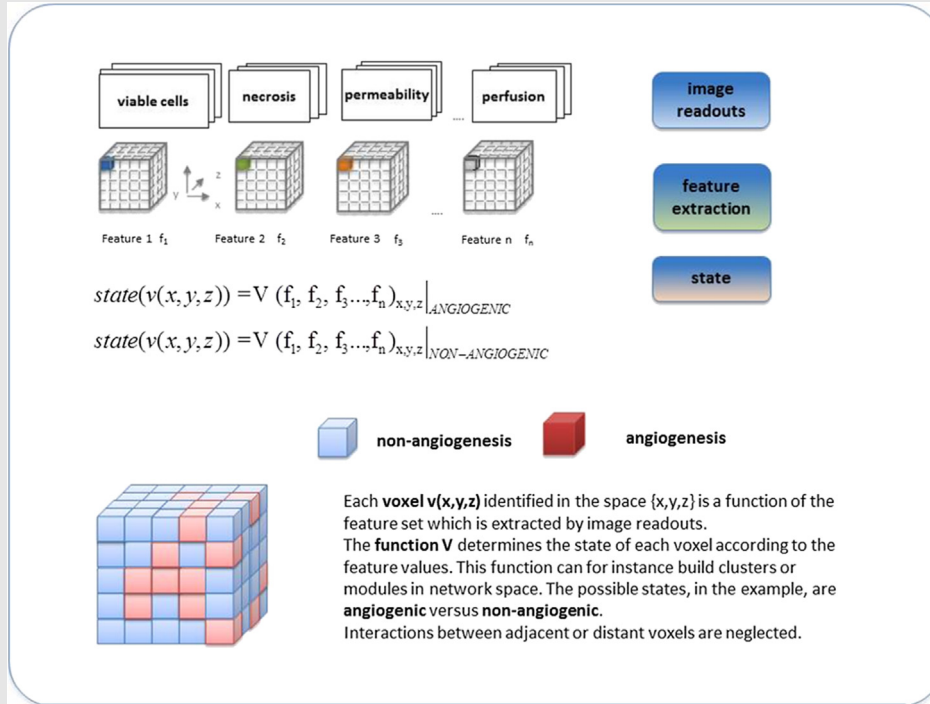 viable cells
necrosis
permeability
....
perfusion
image
readouts
y
z
x
....
feature
extraction
Feature 1 f₁
Feature 2 f₂
Feature 3 f₃
Feature n fₙ
state
state(v(x,y,z)) =V (f₁, f₂, f₃...,fₙ)x,y,z|ANGIOGENIC
state(v(x,y,z)) =V (f₁, f₂, f₃...,fₙ)x,y,z|NON–ANGIOGENIC
non-angiogenesis
angiogenesis
Each voxel v(x,y,z) identified in the space {x,y,z} is a function of the
feature set which is extracted by image readouts.
The function V determines the state of each voxel according to the
feature values. This function can for instance build clusters or
modules in network space. The possible states, in the example, are
angiogenic versus non-angiogenic.
Interactions between adjacent or distant voxels are neglected.